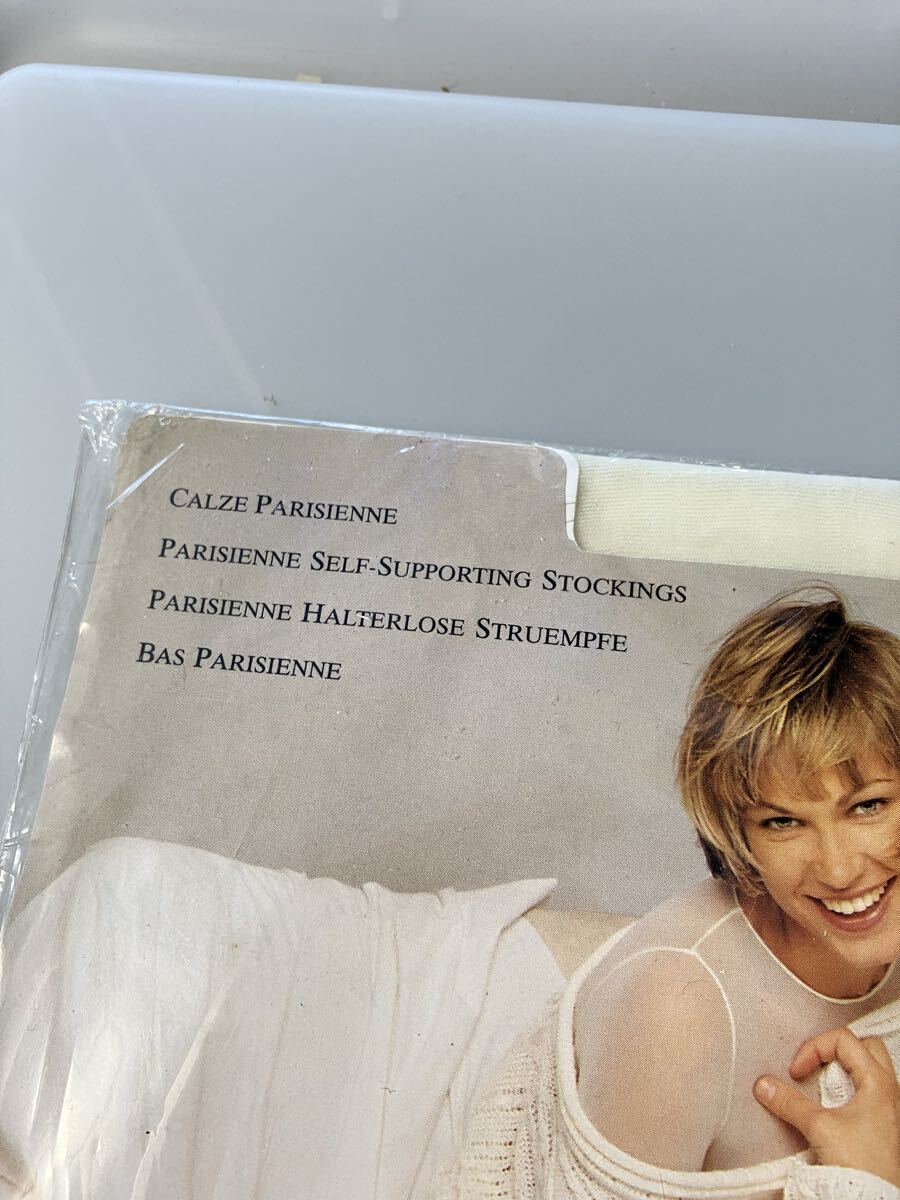 Calze Parisienne
Parisienne Self-Supporting Stockings
Parisienne Halterlose Struempfe
Bas Parisienne